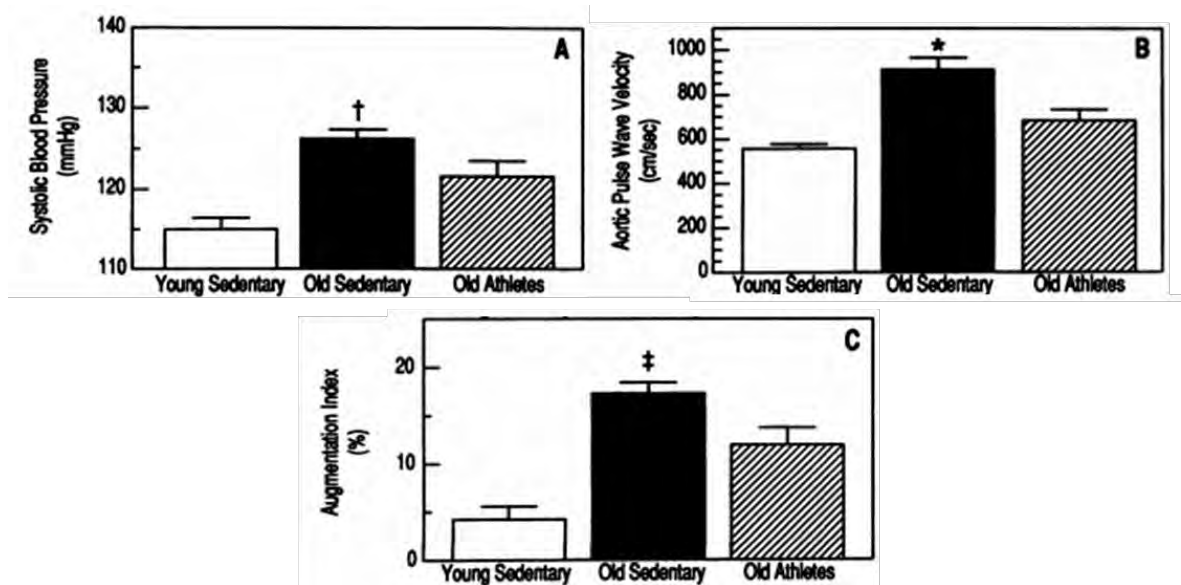 A
Systolic Blood Pressure
(mmHg)
140
130
120
110
†
Young Sedentary Old Sedentary Old Athletes
B
Aortic Pulse Wave Velocity
(cm/sec)
1000
800
600
400
200
0
*
Young Sedentary Old Sedentary Old Athletes
C
Augmentation Index
(%)
20
10
0
‡
Young Sedentary Old Sedentary Old Athletes